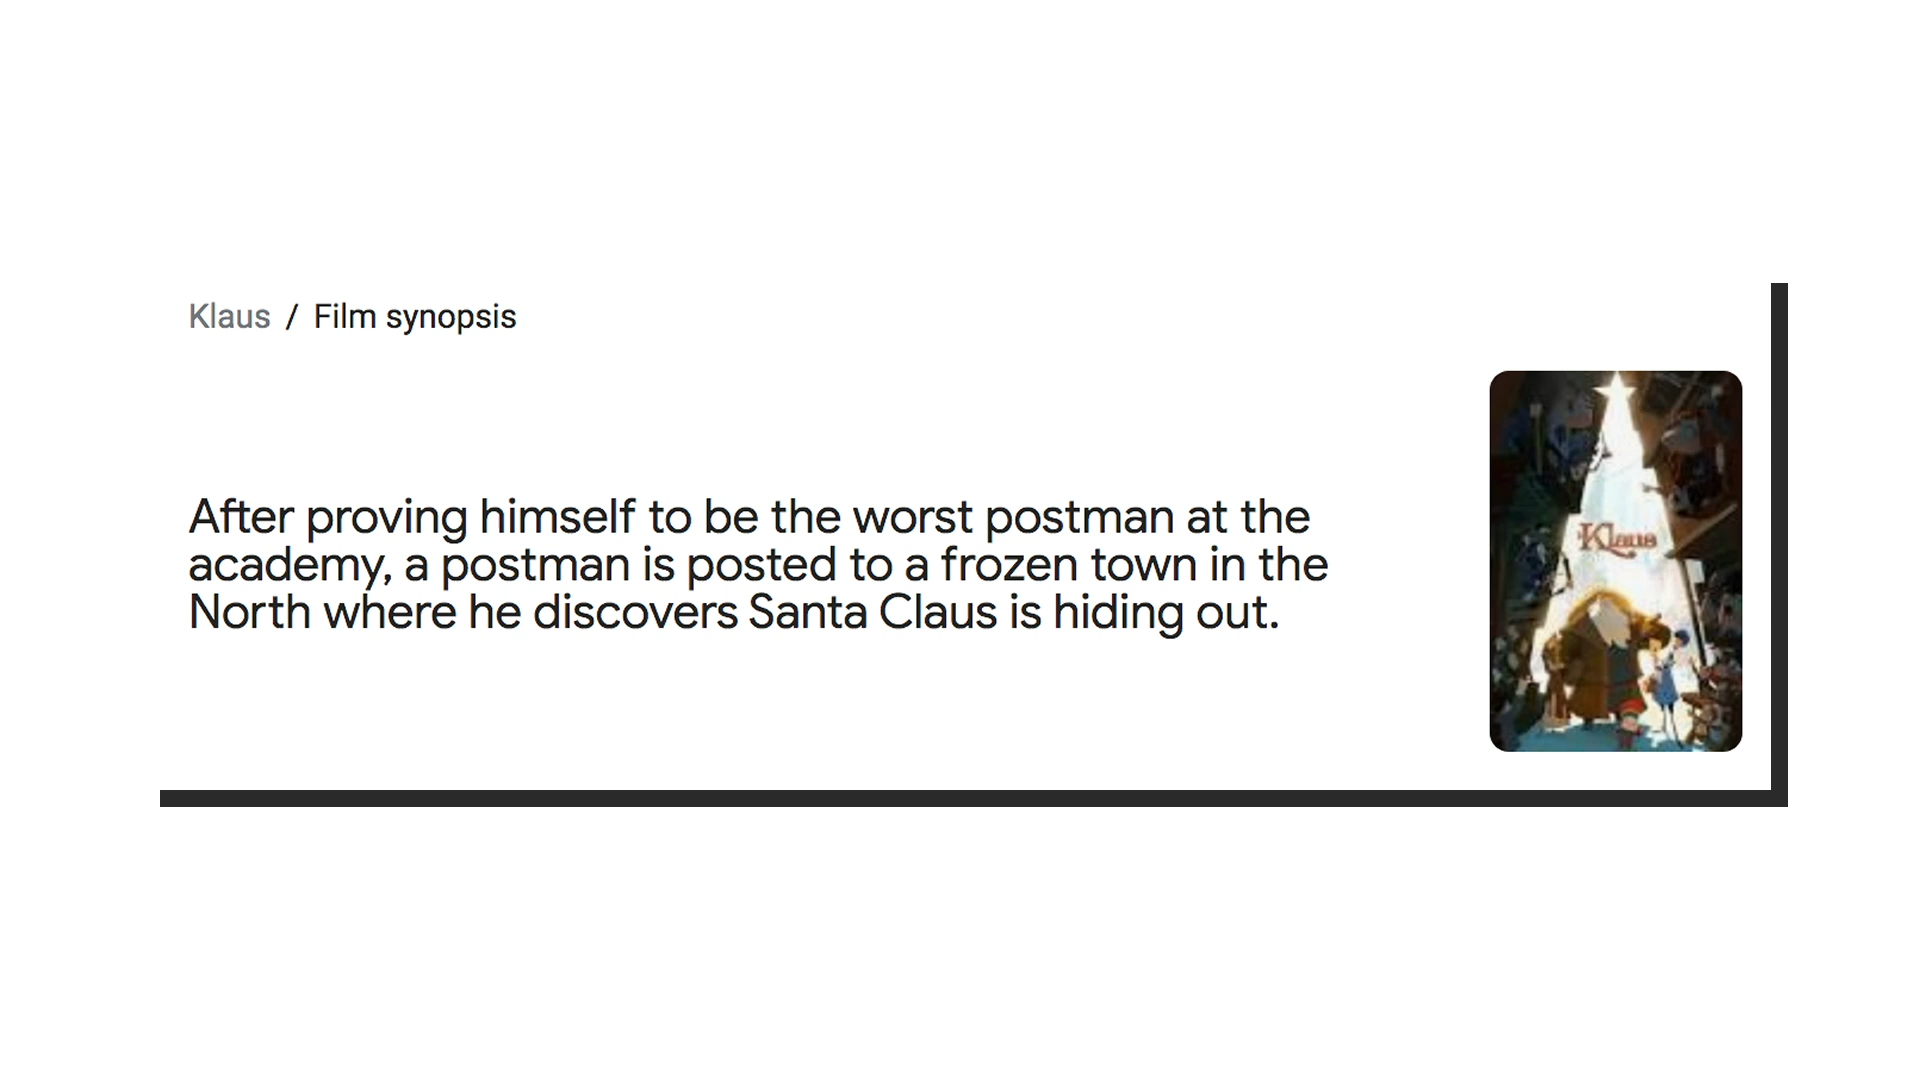 Klaus / Film synopsis
After proving himself to be the worst postman at the
academy, a postman is posted to a frozen town in the
North where he discovers Santa Claus is hiding out.
Klaus